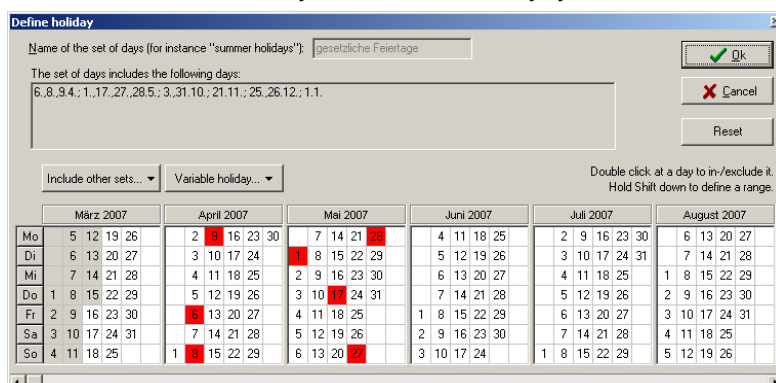 Define holiday
Name of the set of days (for instance "summer holidays"): gesetzliche Feiertage
Ok
The set of days includes the following days:
6.,8.,9.4.; 1.,17.,27.,28.5.; 3.,31.10.; 21.11.; 25.,26.12.; 1.1.
Cancel
Reset
Include other sets... Variable holiday...
Double click at a day to in-/exclude it.
Hold Shift down to define a range.
März 2007 April 2007 Mai 2007 Juni 2007 Juli 2007 August 2007
Mo 5 12 19 26 2 9 16 23 30 7 14 21 28 4 11 18 25 2 9 16 23 30 6 13 20 27
Di 6 13 20 27 3 10 17 24 1 8 15 22 29 5 12 19 26 3 10 17 24 31 7 14 21 28
Mi 7 14 21 28 4 11 18 25 2 9 16 23 30 6 13 20 27 4 11 18 25 1 8 15 22 29
Do 1 8 15 22 29 5 12 19 26 3 10 17 24 31 7 14 21 28 5 12 19 26 2 9 16 23 30
Fr 2 9 16 23 30 6 13 20 27 4 11 18 25 1 8 15 22 29 6 13 20 27 3 10 17 24 31
Sa 3 10 17 24 31 7 14 21 28 5 12 19 26 2 9 16 23 30 7 14 21 28 4 11 18 25
So 4 11 18 25 1 8 15 22 29 6 13 20 27 3 10 17 24 1 8 15 22 29 5 12 19 26